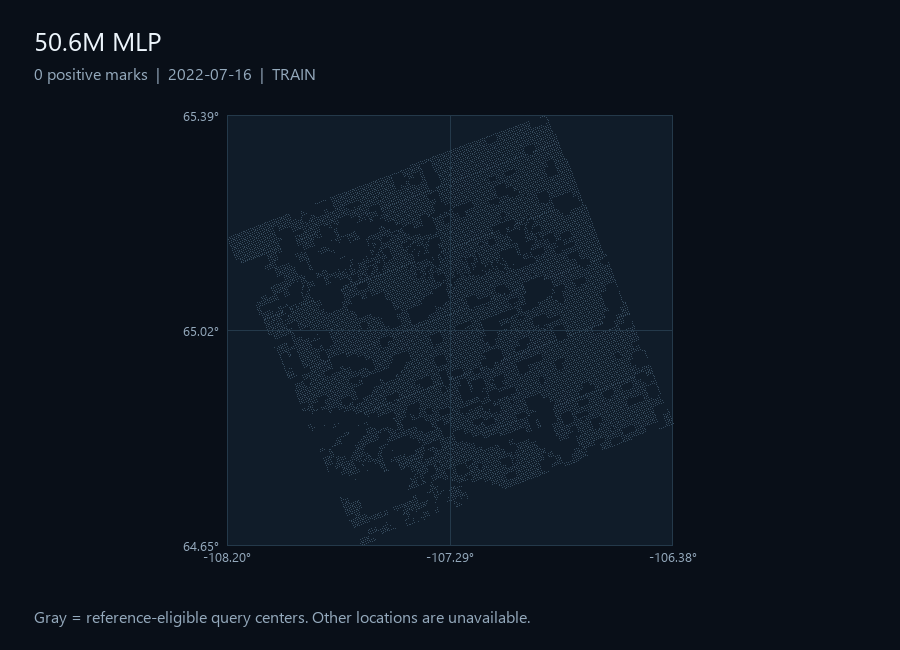 50.6M MLP
0 positive marks | 2022-07-16 | TRAIN
65.39°
65.02°
64.65°
-108.20°
-107.29°
-106.38°
Gray = reference-eligible query centers. Other locations are unavailable.